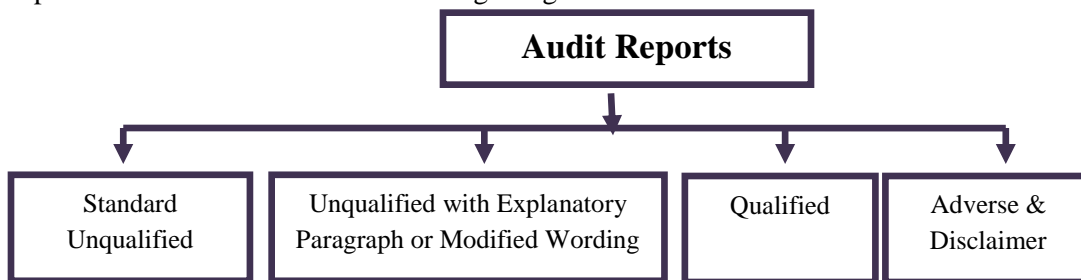 Audit Reports
Standard
Unqualified
Unqualified with Explanatory
Paragraph or Modified Wording
Qualified
Adverse &
Disclaimer